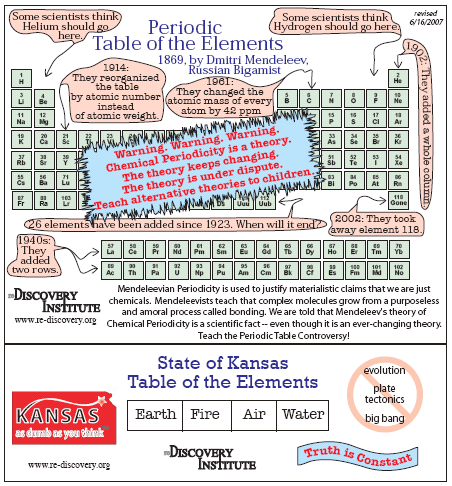 Some scientists think
Helium should go
here.
Periodic
Table of the Elements
1869, by Dmitri Mendeleev,
Russian Bigamist
Some scientists think
Hydrogen should go here.
revised
6/16/2007
1914:
They reorganized
the table
by atomic number
instead
of atomic weight.
1961:
They changed the
atomic mass of every
atom by 42 ppm
1902: They added a whole column
1 H 2 He
3 Li 4 Be 5 B 6 C 7 N 8 O 9 F 10 Ne
11 Na 12 Mg 15 P 16 S 17 Cl 18 Ar
19 K 20 Ca 21 Sc 22 23 33 As 34 Se 35 Br 36 Kr
37 Rb 38 Sr 39 Y 51 Sb 52 Te 53 I 54 Xe
55 Cs 56 Ba 71 Lu 83 Bi 84 Po 85 At 86 Rn
87 Fr 88 Ra 103 Lr Ds Uuu Uub 118 Gone
Warning. Warning. Warning.
Chemical Periodicity is a theory.
The theory keeps changing.
The theory is under dispute.
Teach alternative theories to children.
26 elements have been added since 1923. When will it end?
2002: They took
away element 118.
1940s:
They
added
two rows.
57 La 58 Ce 59 Pr 60 Nd 61 Pm 62 Sm 63 Eu 64 Gd 65 Tb 66 Dy 67 Ho 68 Er 69 Tm 70 Yb
89 Ac 90 Th 91 Pa 92 U 93 Np 94 Pu 95 Am 96 Cm 97 Bk 98 Cf 99 Es 100 Fm 101 Md 102 No
re-DISCOVERY
INSTITUTE
www.re-discovery.org
Mendeleevian Periodicity is used to justify materialistic claims that we are just
chemicals. Mendeleevists teach that complex molecules grow from a purposeless
and amoral process called bonding. We are told that Mendeleev's theory of
Chemical Periodicity is a scientific fact -- even though it is an ever-changing theory.
Teach the Periodic Table Controversy!
State of Kansas
Table of the Elements
KANSAS
as dumb as you think
Earth Fire Air Water
evolution
plate
tectonics
big bang
www.re-discovery.org
re-DISCOVERY
INSTITUTE
Truth is Constant